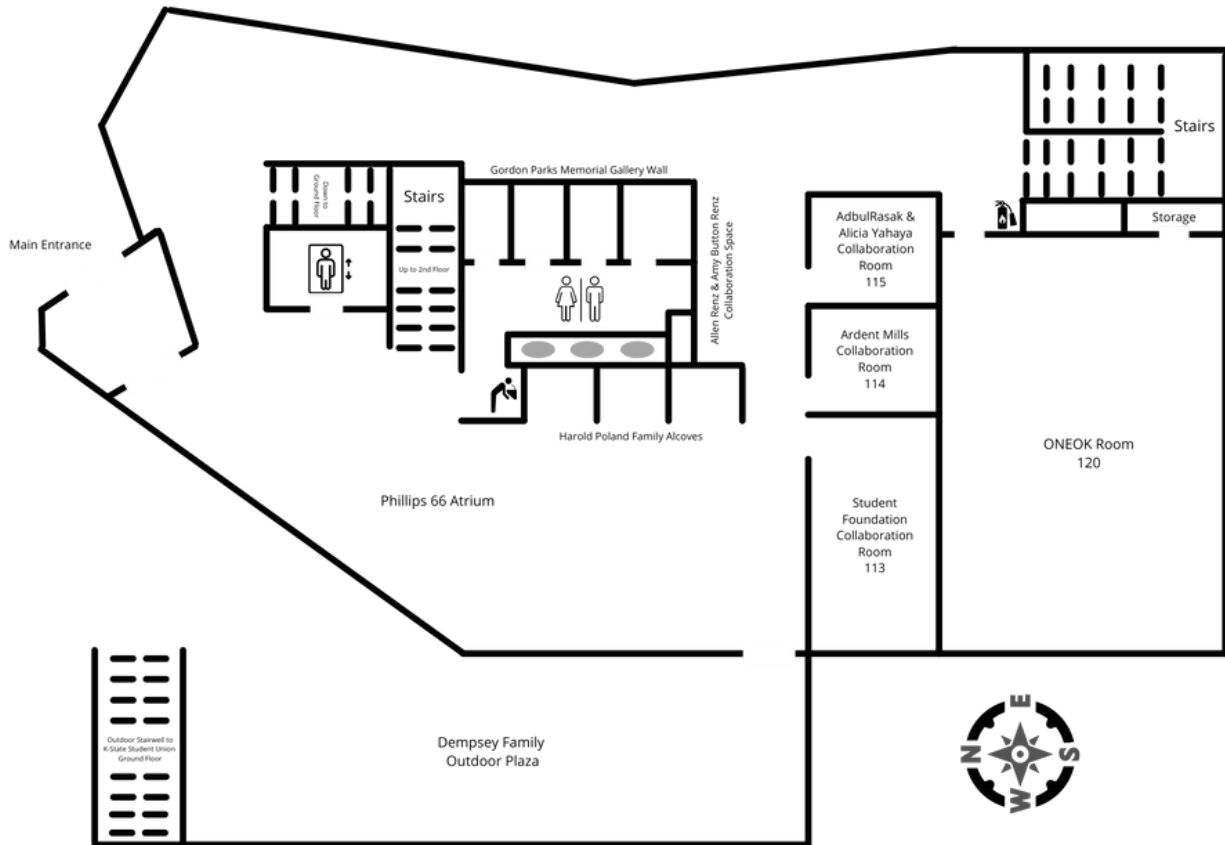 Stairs
Gordon Parks Memorial Gallery Wall
Down to
Ground Floor
Stairs
AdbulRasak &
Alicia Yahaya
Collaboration
Room
115
Storage
Main Entrance
Up to 2nd Floor
Allen Renz & Amy Button Renz
Collaboration Space
Ardent Mills
Collaboration
Room
114
Harold Poland Family Alcoves
ONEOK Room
120
Phillips 66 Atrium
Student
Foundation
Collaboration
Room
113
Outdoor Stairwell to
K-State Student Union
Ground Floor
Dempsey Family
Outdoor Plaza
E
N
S
W